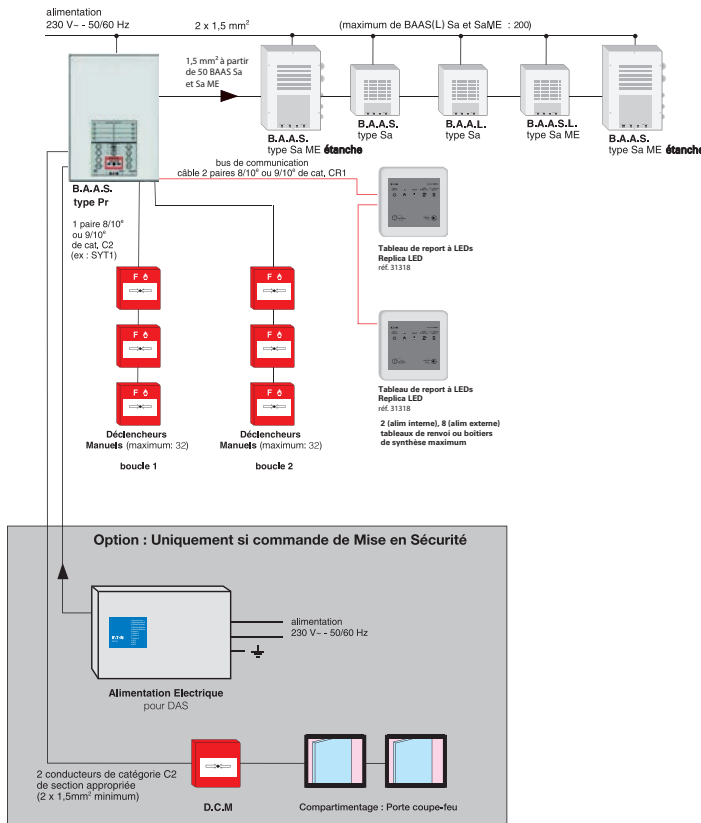 alimentation
230 V~ - 50/60 Hz
2 x 1,5 mm²
(maximum de BAAS(L) Sa et SaME : 200)
1,5 mm² à partir
de 50 BAAS Sa
et Sa ME
B.A.A.S.
type Sa ME étanche
B.A.A.S.
type Sa
B.A.A.L.
type Sa
B.A.A.S.L.
type Sa ME
B.A.A.S.
type Sa ME étanche
bus de communication
câble 2 paires 8/10° ou 9/10° de cat, CR1
B.A.A.S.
type Pr
1 paire 8/10°
ou 9/10°
de cat, C2
(ex : SYT1)
Tableau de report à LEDs
Replica LED
réf. 31318
F
F
F
F
F
F
Tableau de report à LEDs
Replica LED
réf. 31318
2 (alim interne), 8 (alim externe)
tableaux de renvoi ou boitiers
de synthèse maximum
Déclencheurs
Manuels (maximum: 32)
boucle 1
Déclencheurs
Manuels (maximum: 32)
boucle 2
Option : Uniquement si commande de Mise en Sécurité
EATON
alimentation
230 V~ - 50/60 Hz
Alimentation Electrique
pour DAS
2 conducteurs de catégorie C2
de section appropriée
(2 x 1,5mm² minimum)
D.C.M
Compartimentage : Porte coupe-feu